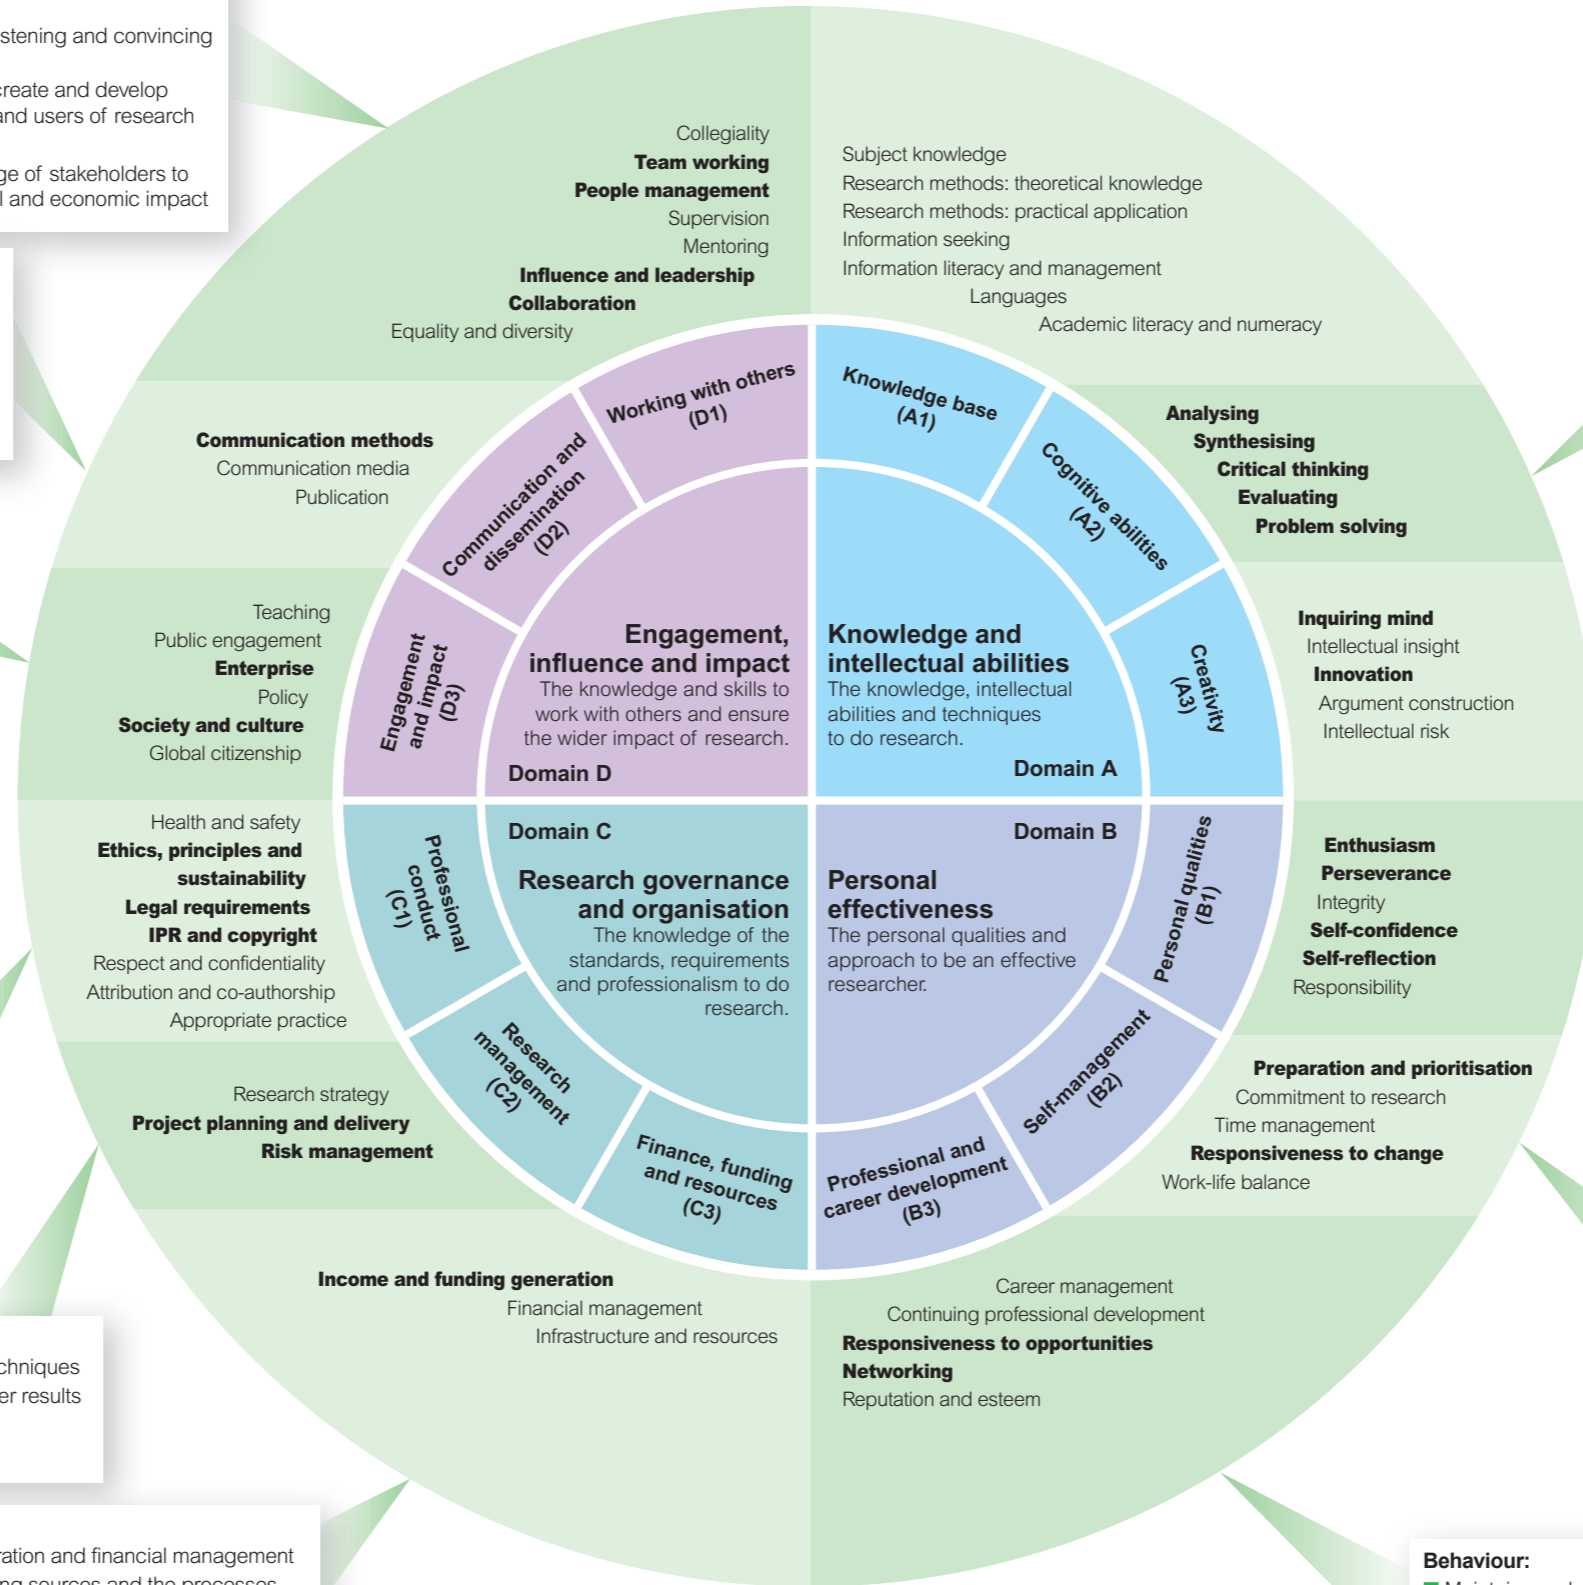 stening and convincing
create and develop
and users of research
ge of stakeholders to
l and economic impact
Collegiality
Team working
People management
Supervision
Mentoring
Influence and leadership
Collaboration
Equality and diversity
Subject knowledge
Research methods: theoretical knowledge
Research methods: practical application
Information seeking
Information literacy and management
Languages
Academic literacy and numeracy
Communication methods
Communication media
Publication
Analysing
Synthesising
Critical thinking
Evaluating
Problem solving
Teaching
Public engagement
Enterprise
Policy
Society and culture
Global citizenship
Inquiring mind
Intellectual insight
Innovation
Argument construction
Intellectual risk
Health and safety
Ethics, principles and
sustainability
Legal requirements
IPR and copyright
Respect and confidentiality
Attribution and co-authorship
Appropriate practice
Enthusiasm
Perseverance
Integrity
Self-confidence
Self-reflection
Responsibility
Research strategy
Project planning and delivery
Risk management
Preparation and prioritisation
Commitment to research
Time management
Responsiveness to change
Work-life balance
Income and funding generation
Financial management
Infrastructure and resources
Career management
Continuing professional development
Responsiveness to opportunities
Networking
Reputation and esteem
Working with others
(D1)
Knowledge base
(A1)
Communication and
dissemination
(D2)
Cognitive abilities
(A2)
Engagement
and impact
(D3)
Creativity
(A3)
Professional
conduct
(C1)
Personal qualities
(B1)
Research
management
(C2)
Self-management
(B2)
Finance, funding
and resources
(C3)
Professional and
career development
(B3)
Engagement,
influence and impact
The knowledge and skills to
work with others and ensure
the wider impact of research.
Domain D
Knowledge and
intellectual abilities
The knowledge, intellectual
abilities and techniques
to do research.
Domain A
Domain C
Research governance
and organisation
The knowledge of the
standards, requirements
and professionalism to do
research.
Domain B
Personal
effectiveness
The personal qualities and
approach to be an effective
researcher.
chniques
er results
ration and financial management
ng sources and the processes
Behaviour: